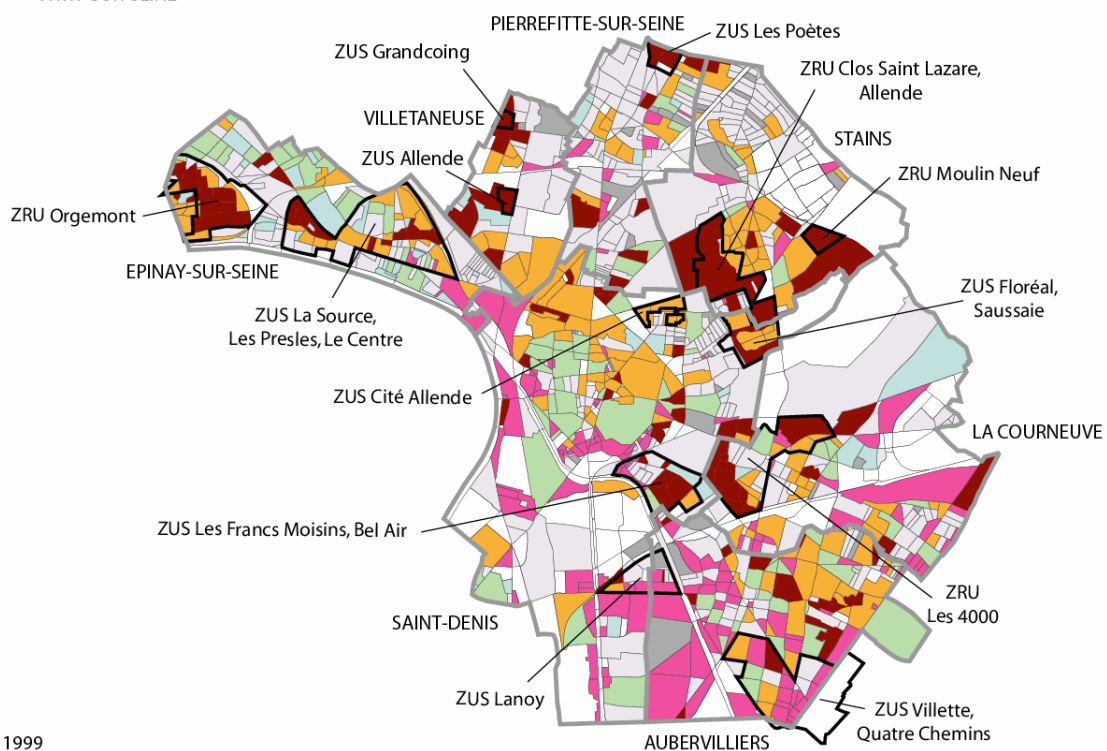 PIERREFITTE-SUR-SEINE
ZUS Les Poètes
ZUS Grandcoing
ZRU Clos Saint Lazare,
Allende
VILLETANEUSE
STAINS
ZUS Allende
ZRU Moulin Neuf
ZRU Orgemont
EPINAY-SUR-SEINE
ZUS Floréal,
Saussaie
ZUS La Source,
Les Presles, Le Centre
ZUS Cité Allende
LA COURNEUVE
ZUS Les Francs Moisins, Bel Air
ZRU
Les 4000
SAINT-DENIS
ZUS Lanoy
ZUS Villette,
Quatre Chemins
1999
AUBERVILLIERS